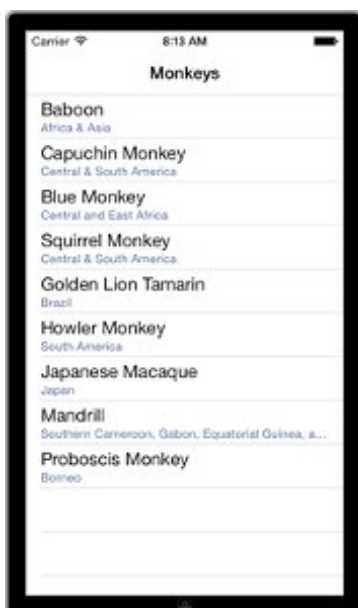 Carrier 8:13 AM
Monkeys
Baboon
Africa & Asia
Capuchin Monkey
Central & South America
Blue Monkey
Central and East Africa
Squirrel Monkey
Central & South America
Golden Lion Tamarin
Brazil
Howler Monkey
South America
Japanese Macaque
Japan
Mandrill
Southern Cameroon, Gabon, Equatorial Guinea, a...
Proboscis Monkey
Borneo